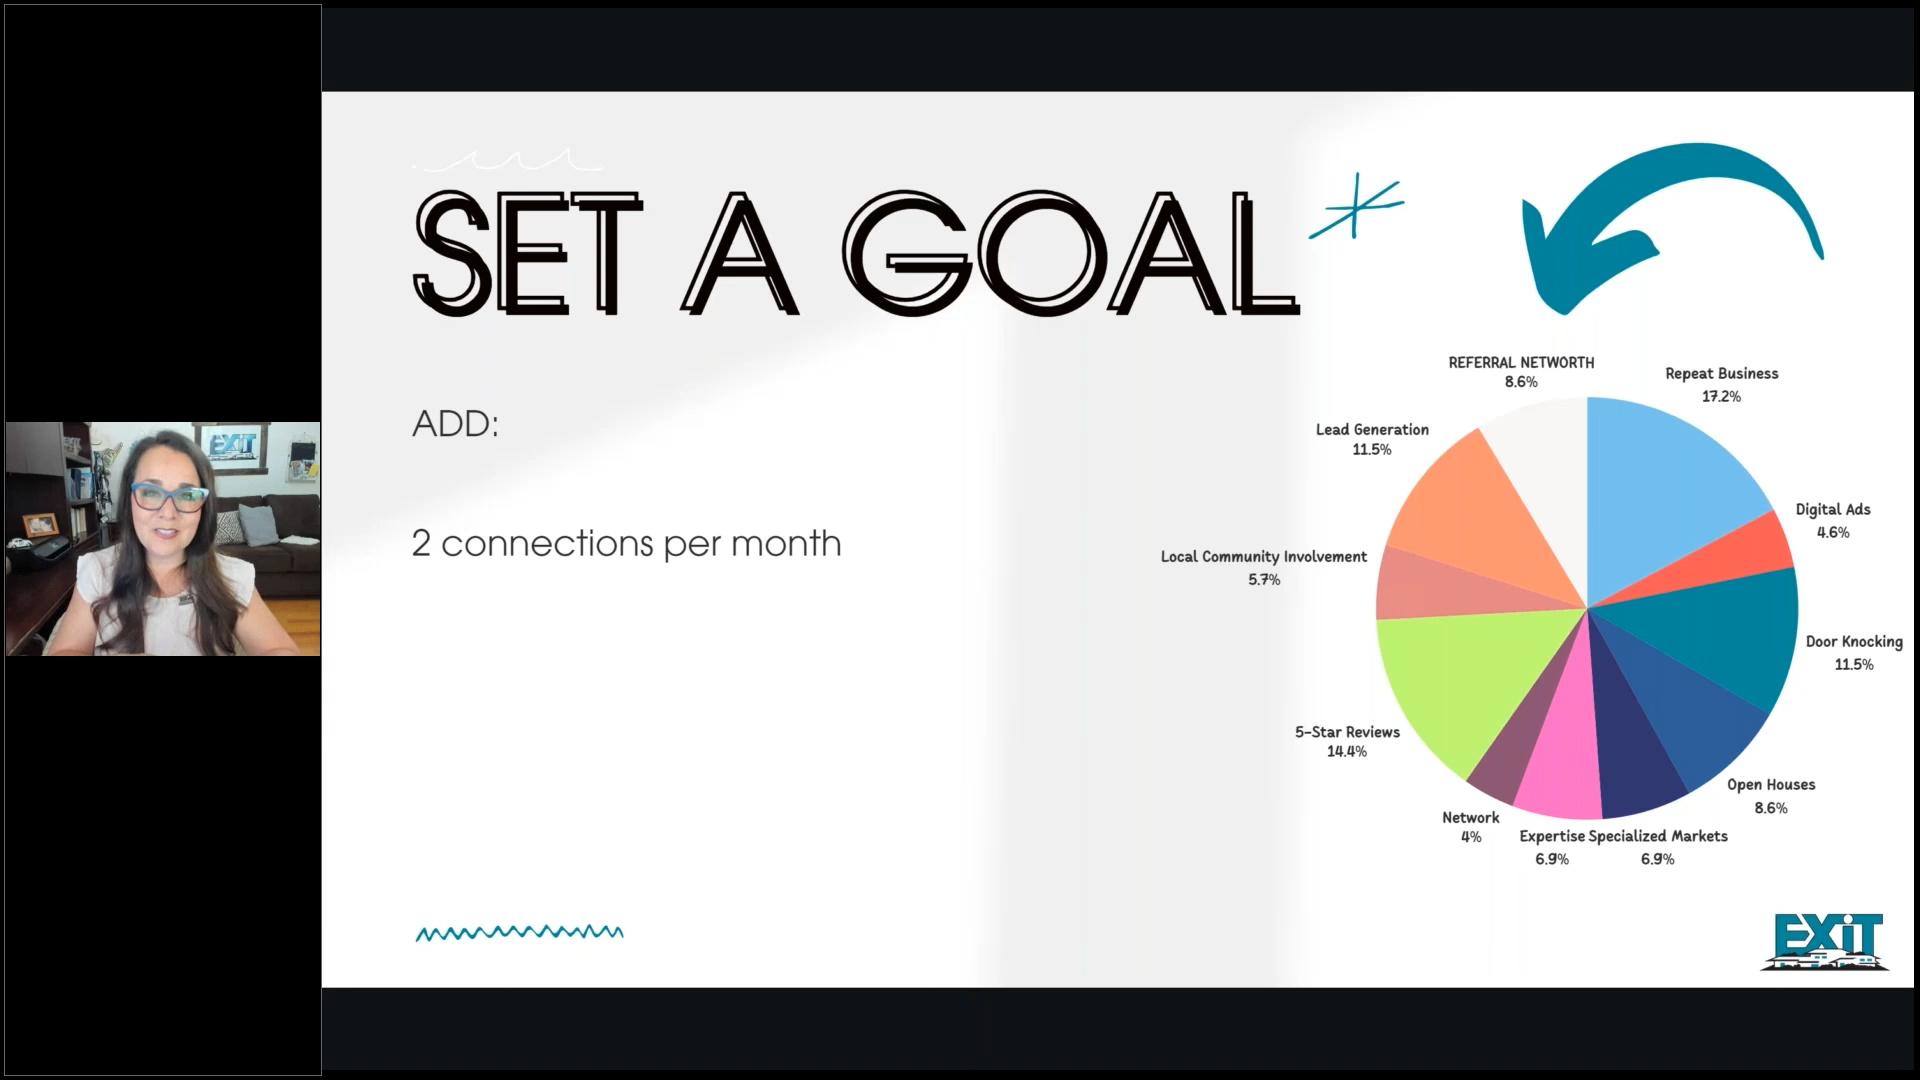 SET A GOAL
ADD:
2 connections per month
REFERRAL NETWORTH
8.6%
Repeat Business
17.2%
Digital Ads
4.6%
Door Knocking
11.5%
Open Houses
8.6%
Specialized Markets
6.9%
Expertise
6.9%
Network
4%
5-Star Reviews
14.4%
Local Community Involvement
5.7%
Lead Generation
11.5%
EXiT
EXiT